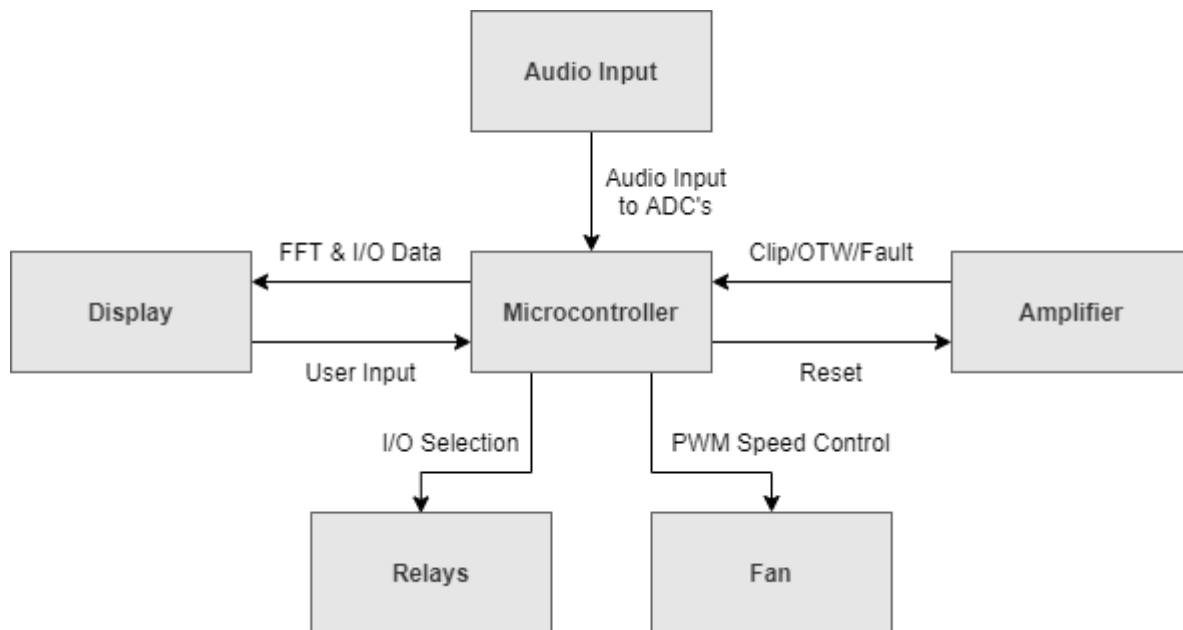 Audio Input
Audio Input
to ADC's
FFT & I/O Data
Clip/OTW/Fault
Display
Microcontroller
Amplifier
User Input
Reset
I/O Selection
PWM Speed Control
Relays
Fan